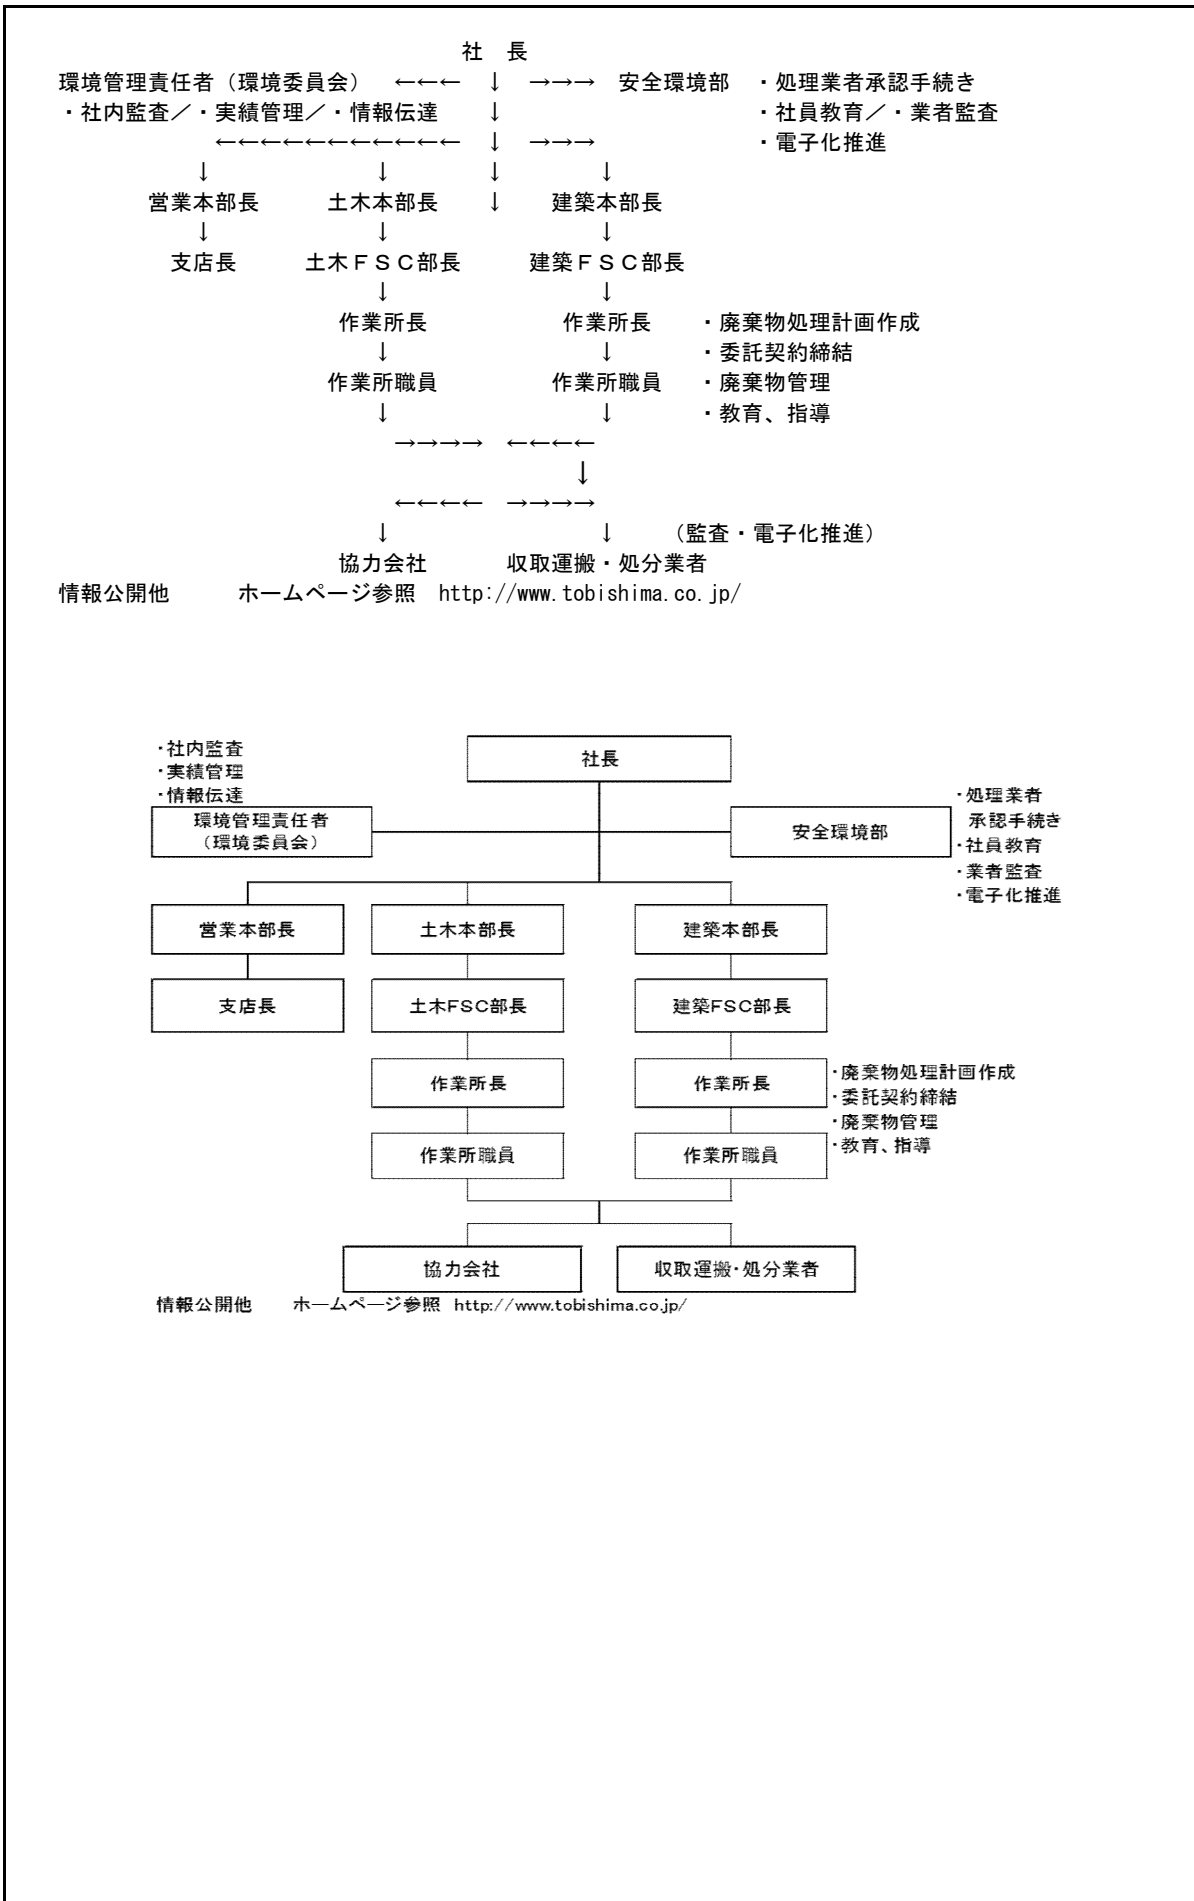 社　長
環境管理責任者（環境委員会）　←←←　↓　→→→　安全環境部　・処理業者承認手続き
・社内監査／・実績管理／・情報伝達　↓　・社員教育／・業者監査
←←←←←←←←←←←　↓　→→→　・電子化推進
↓　↓　↓　↓
営業本部長　土木本部長　↓　建築本部長
↓　↓　↓
支店長　土木ＦＳＣ部長　建築ＦＳＣ部長
↓　↓
作業所長　作業所長　・廃棄物処理計画作成
↓　↓　・委託契約締結
作業所職員　作業所職員　・廃棄物管理
↓　↓　・教育、指導
→→→→　←←←←
↓
←←←←　→→→→
↓　↓　（監査・電子化推進）
協力会社　収取運搬・処分業者
情報公開他　ホームページ参照　http://www.tobishima.co.jp/
・社内監査
・実績管理
・情報伝達
社長
環境管理責任者
（環境委員会）
安全環境部
・処理業者
承認手続き
・社員教育
・業者監査
・電子化推進
営業本部長　土木本部長　建築本部長
支店長　土木FSC部長　建築FSC部長
作業所長　作業所長
・廃棄物処理計画作成
・委託契約締結
・廃棄物管理
・教育、指導
作業所職員　作業所職員
協力会社　収取運搬・処分業者
情報公開他　ホームページ参照　http://www.tobishima.co.jp/